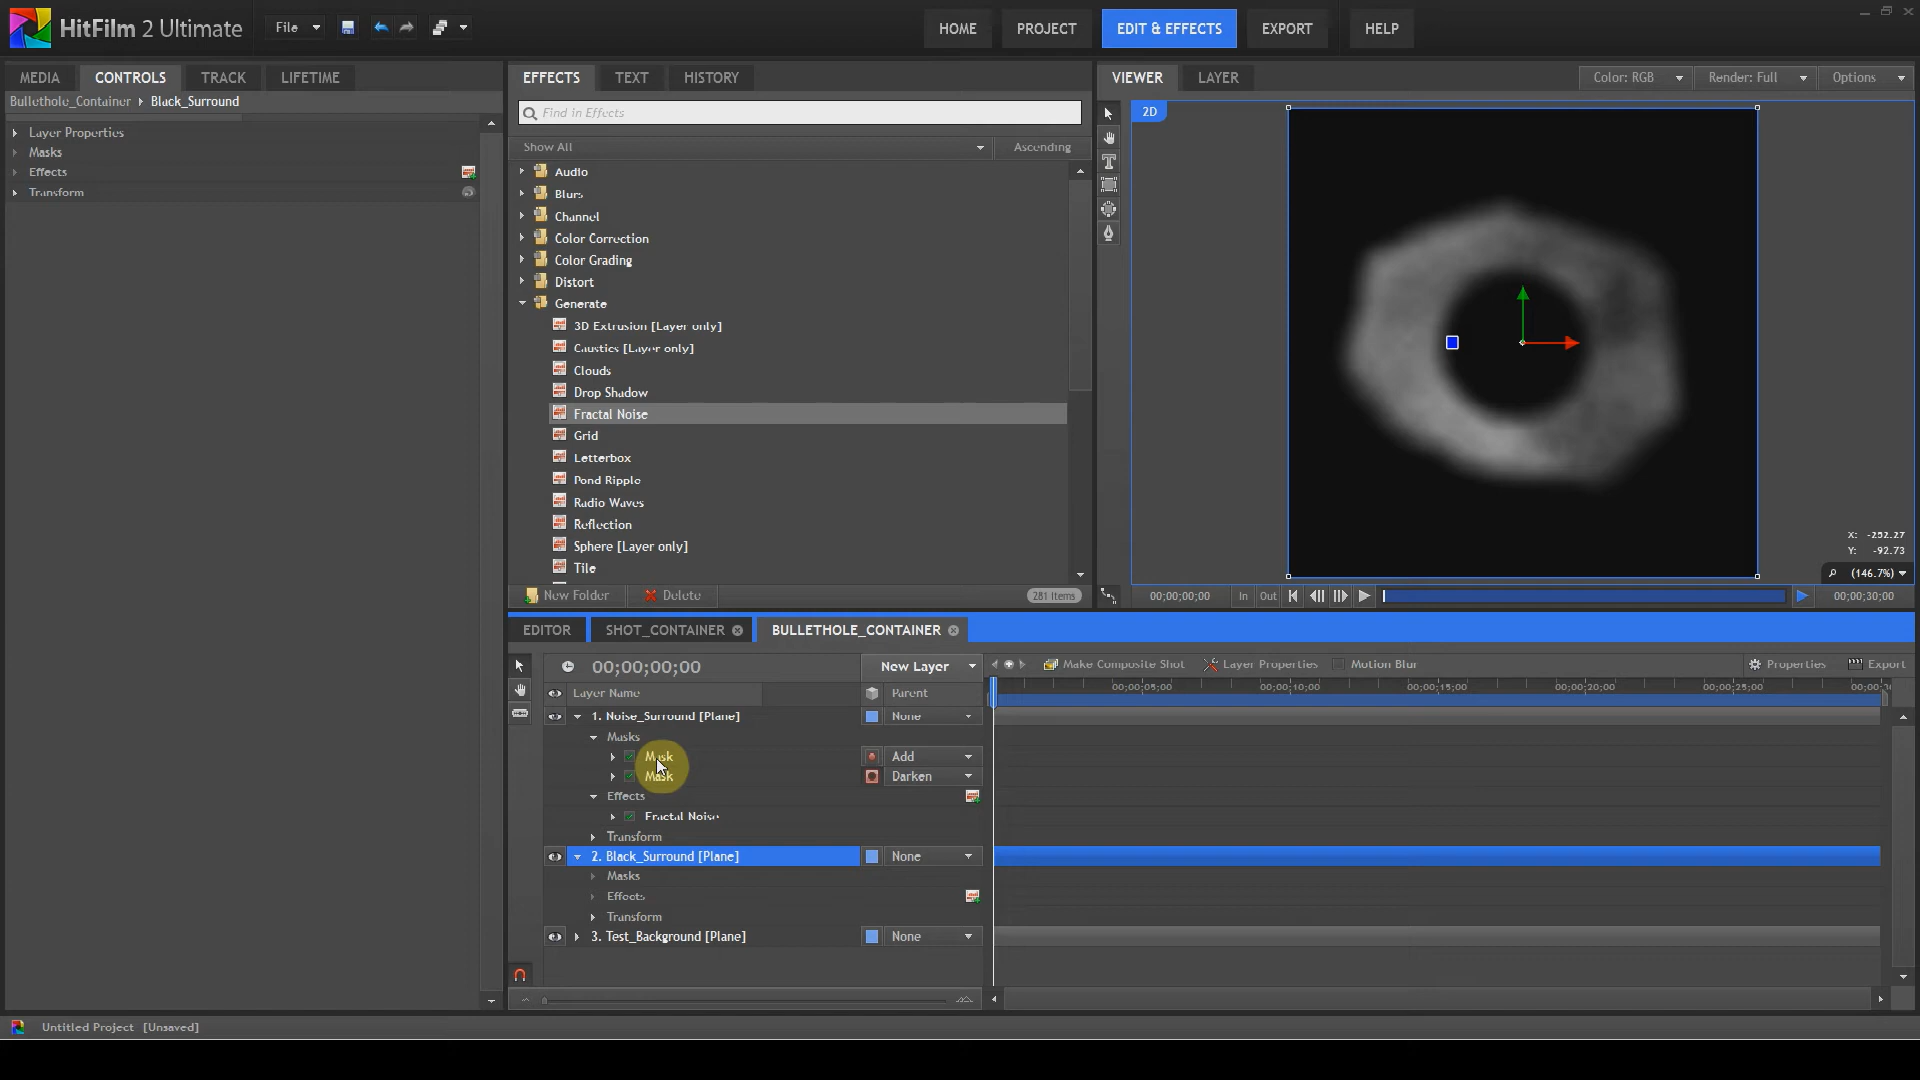 HitFilm 2 Ultimate
File
HOME
PROJECT
EDIT & EFFECTS
EXPORT
HELP
MEDIA
CONTROLS
TRACK
LIFETIME
Bullethole_Container
Black_Surround
Layer Properties
Masks
Effects
Transform
EFFECTS
TEXT
HISTORY
Find in Effects
Show All
Ascending
Audio
Blurs
Channel
Color Correction
Color Grading
Distort
Generate
3D Extrusion [Layer only]
Caustics [Layer only]
Clouds
Drop Shadow
Fractal Noise
Grid
Letterbox
Pond Ripple
Radio Waves
Reflection
Sphere [Layer only]
Tile
New Folder
Delete
281 Items
VIEWER
LAYER
Color: RGB
Render: Full
Options
2D
X: -252.27
Y: -92.73
(146.7%)
00;00;00;00
In
Out
00;00;30;00
EDITOR
SHOT_CONTAINER
BULLETHOLE_CONTAINER
00;00;00;00
New Layer
Make Composite Shot
Layer Properties
Motion Blur
Properties
Export
Layer Name
Parent
00;00;05;00
00;00;10;00
00;00;15;00
00;00;20;00
00;00;25;00
1. Noise_Surround [Plane]
None
Masks
Mask
Add
Mask
Darken
Effects
Fractal Noise
Transform
2. Black_Surround [Plane]
None
Masks
Effects
Transform
3. Test_Background [Plane]
None
Untitled Project [Unsaved]